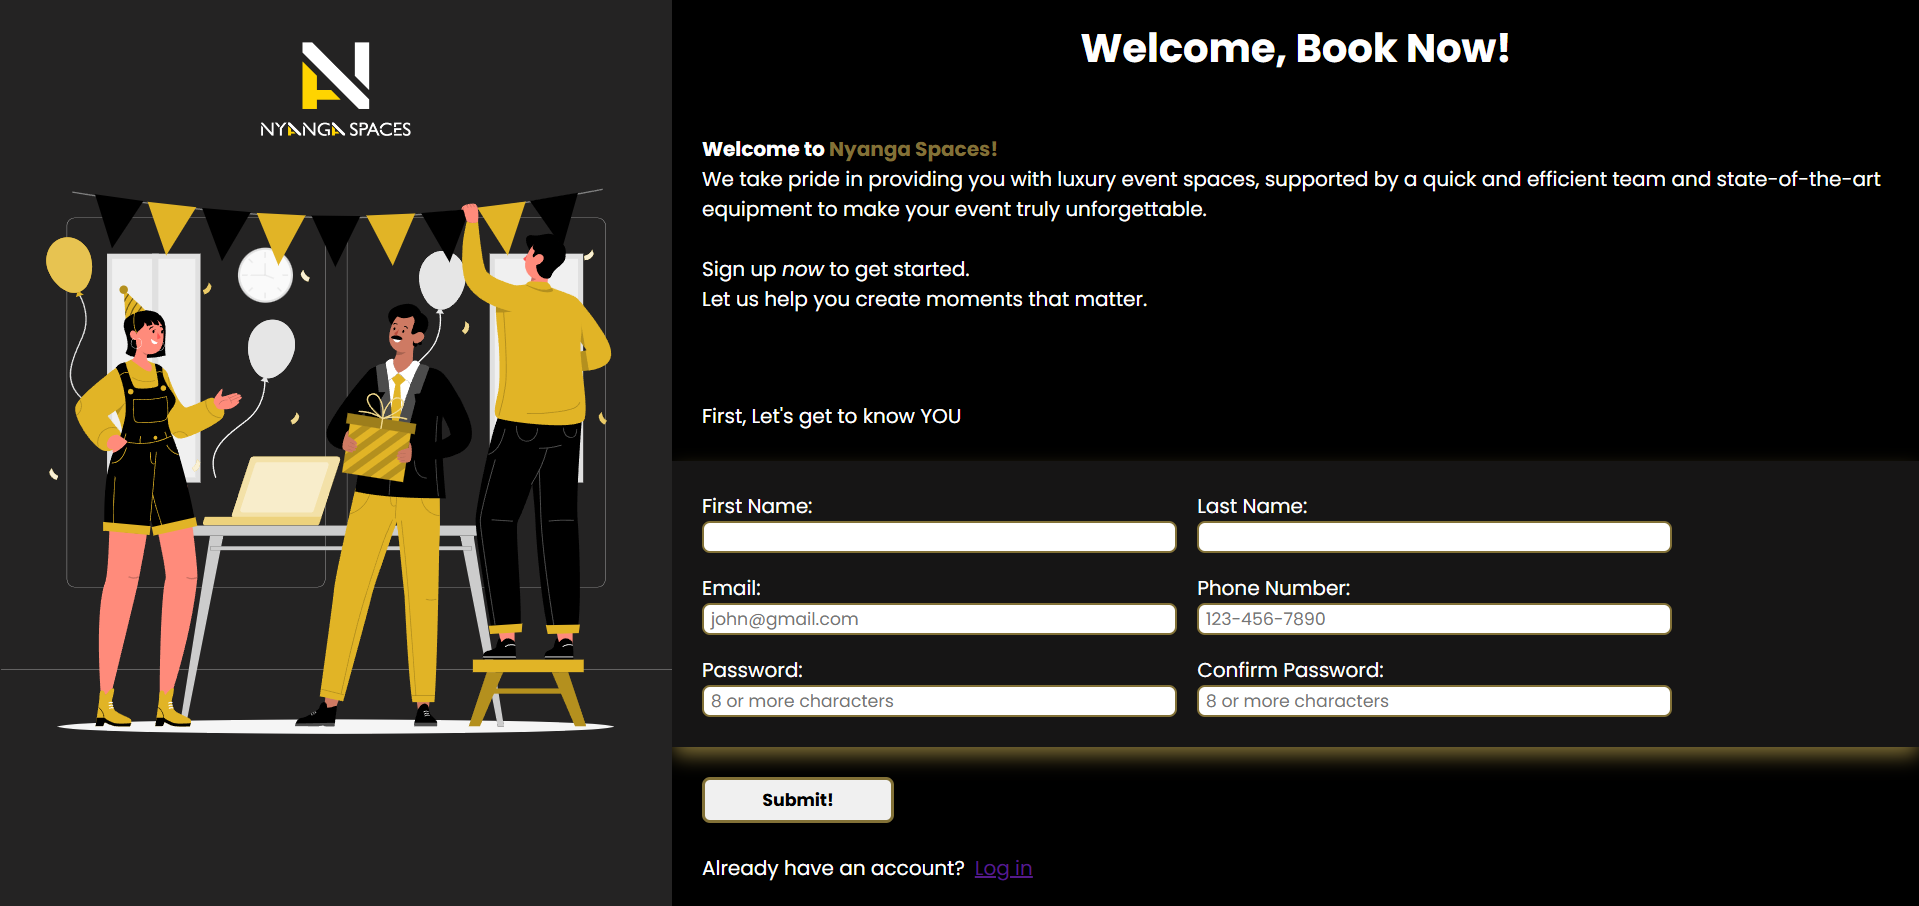 NYANGA SPACES
Welcome, Book Now!
Welcome to Nyanga Spaces!
We take pride in providing you with luxury event spaces, supported by a quick and efficient team and state-of-the-art
equipment to make your event truly unforgettable.
Sign up now to get started.
Let us help you create moments that matter.
First, Let's get to know YOU
First Name:
Last Name:
Email:
Phone Number:
john@gmail.com
123-456-7890
Password:
Confirm Password:
8 or more characters
8 or more characters
Submit!
Already have an account? Log in